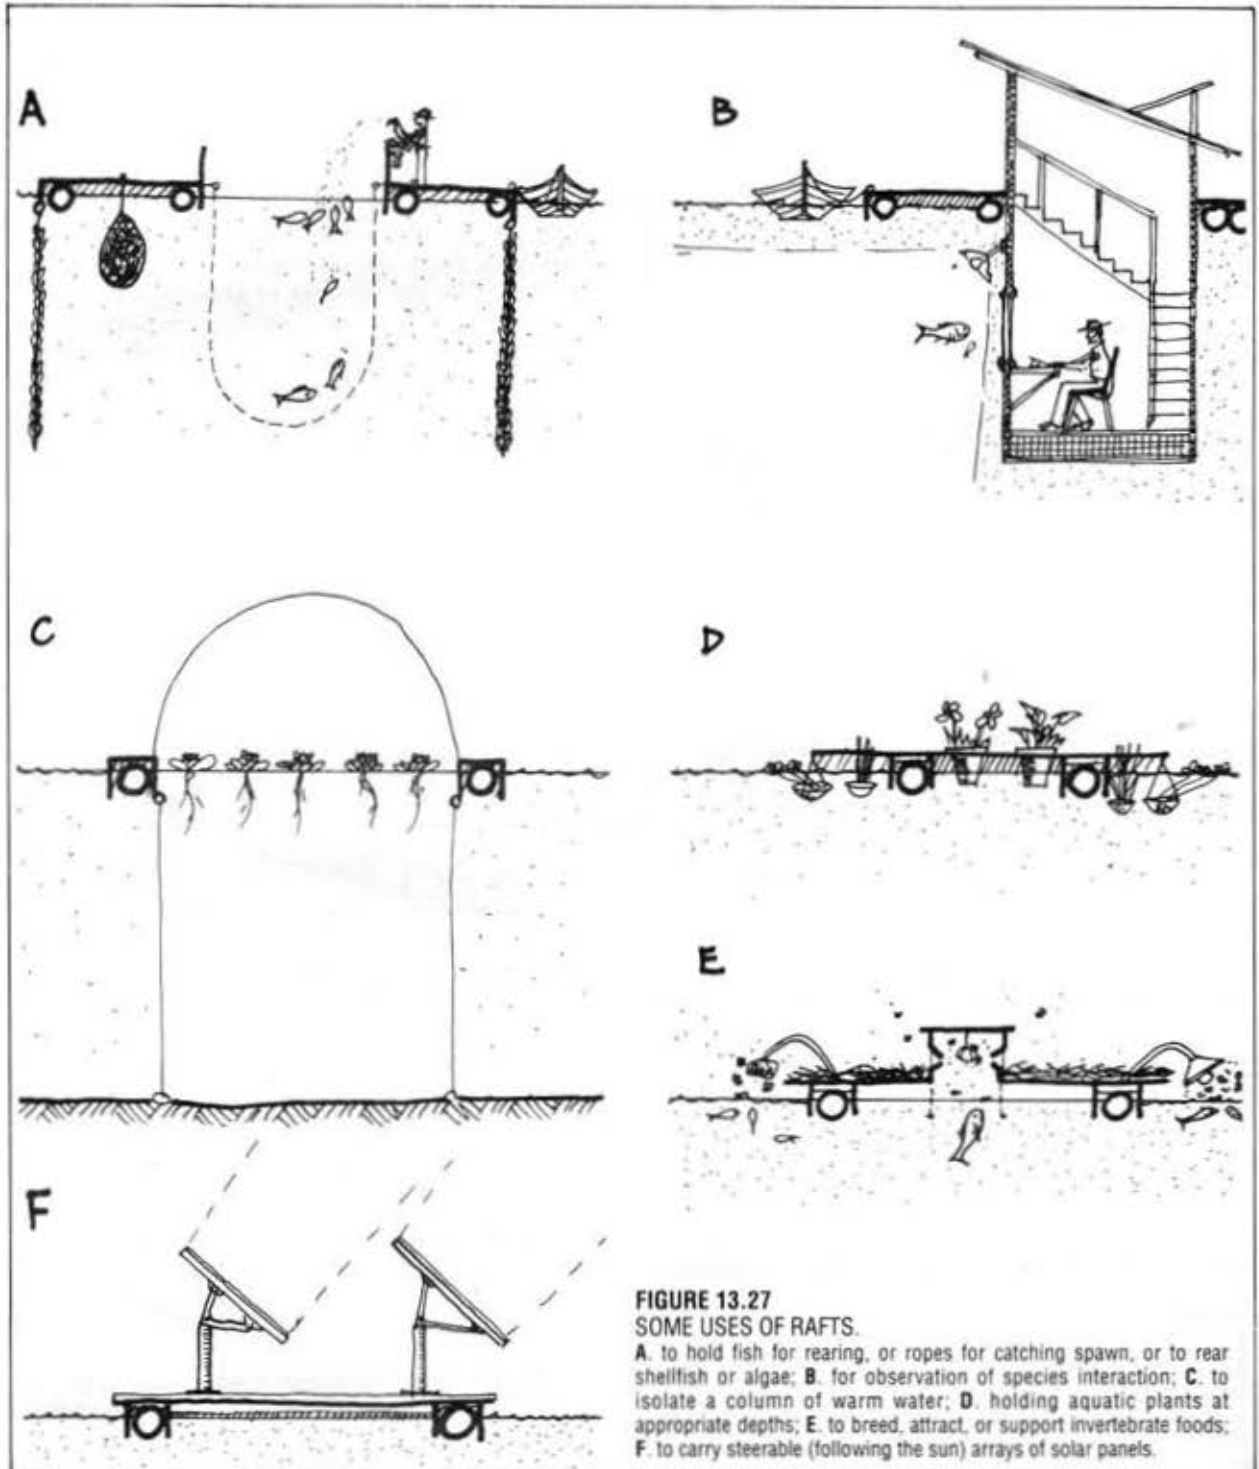 A
B
C
D
E
F
FIGURE 13.27
SOME USES OF RAFTS.
A. to hold fish for rearing, or ropes for catching spawn, or to rear
shellfish or algae; B. for observation of species interaction; C. to
isolate a column of warm water; D. holding aquatic plants at
appropriate depths; E. to breed, attract, or support invertebrate foods;
F. to carry steerable (following the sun) arrays of solar panels.